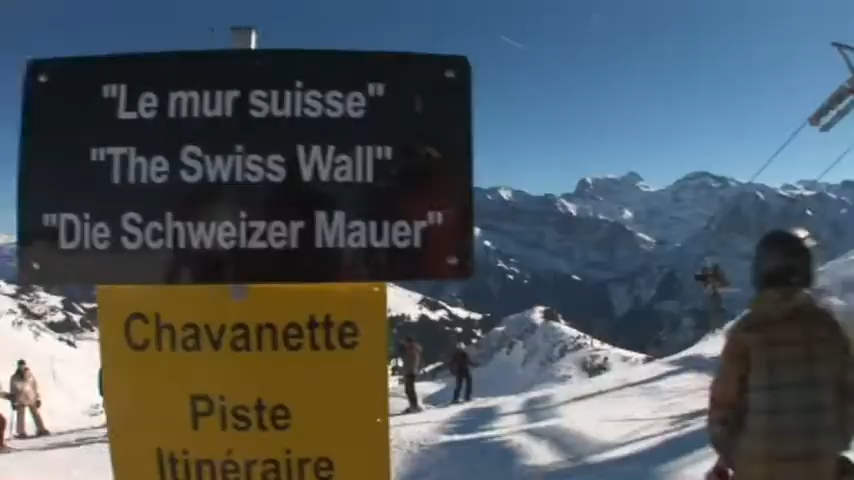 "Le mur suisse"
"The Swiss Wall"
"Die Schweizer Mauer"
Chavanette
Piste
Itinéraire